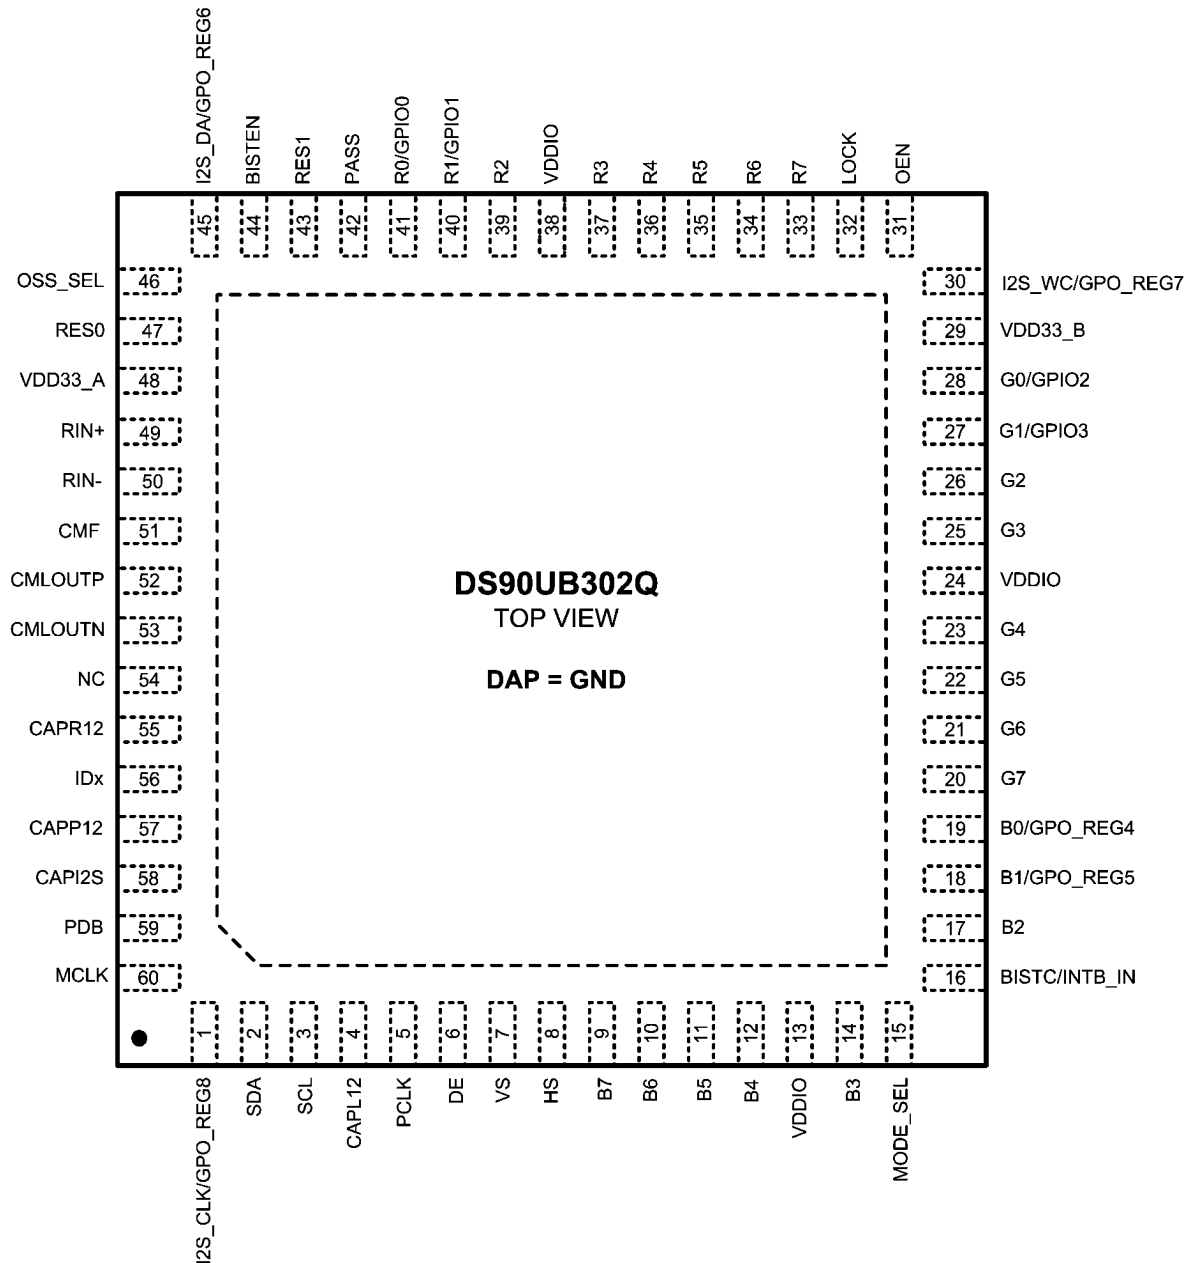 I2S_DA/GPO_REG6
BISTEN
RES1
PASS
R0/GPIO0
R1/GPIO1
R2
VDDIO
R3
R4
R5
R6
R7
LOCK
OEN
45
44
43
42
41
40
39
38
37
36
35
34
33
32
31
OSS_SEL 46
30 I2S_WC/GPO_REG7
RES0 47
29 VDD33_B
VDD33_A 48
28 G0/GPIO2
RIN+ 49
27 G1/GPIO3
RIN- 50
26 G2
CMF 51
25 G3
CMLOUTP 52
24 VDDIO
CMLOUTN 53
23 G4
NC 54
22 G5
CAPR12 55
21 G6
IDx 56
20 G7
CAPP12 57
19 B0/GPO_REG4
CAPI2S 58
18 B1/GPO_REG5
PDB 59
17 B2
MCLK 60
16 BISTC/INTB_IN
DS90UB302Q
TOP VIEW
DAP = GND
1
2
3
4
5
6
7
8
9
10
11
12
13
14
15
I2S_CLK/GPO_REG8
SDA
SCL
CAPL12
PCLK
DE
VS
HS
B7
B6
B5
B4
VDDIO
B3
MODE_SEL